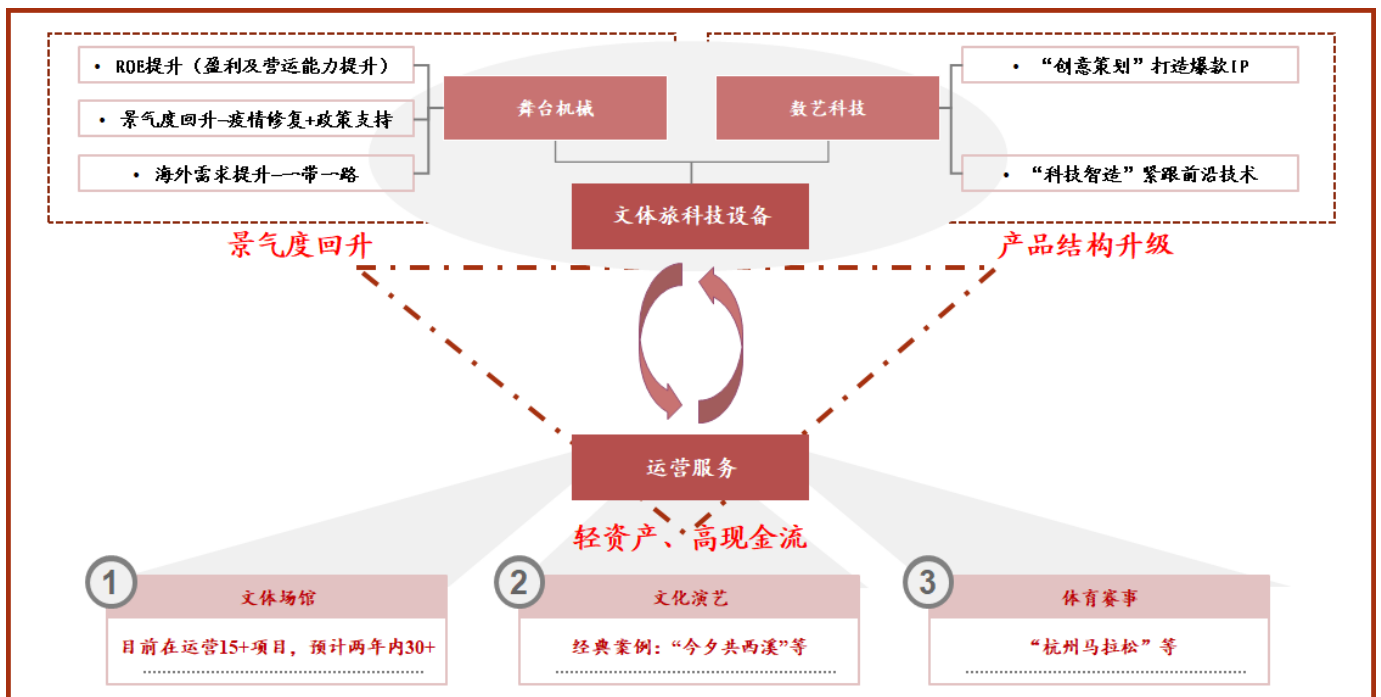 • ROE提升（盈利及营运能力提升）
• 景气度回升—疫情修复+政策支持
• 海外需求提升—一带一路
舞台机械
数艺科技
• “创意策划”打造爆款IP
• “科技智造”紧跟前沿技术
文体旅科技设备
景气度回升
产品结构升级
运营服务
轻资产、高现金流
1
文体场馆
目前在运营15+项目，预计两年内30+
2
文化演艺
经典案例：“今夕共西溪”等
3
体育赛事
“杭州马拉松”等